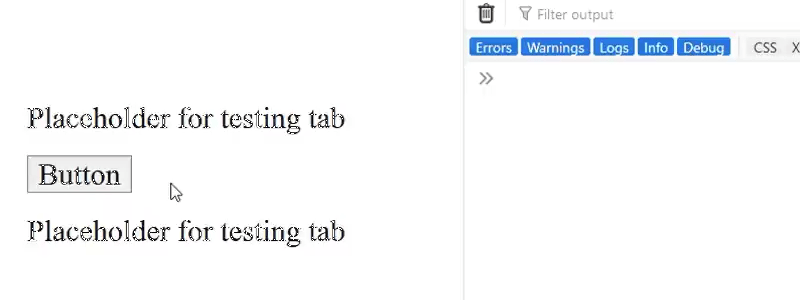 Filter output
Errors Warnings Logs Info Debug CSS X
Placeholder for testing tab
Button
Placeholder for testing tab